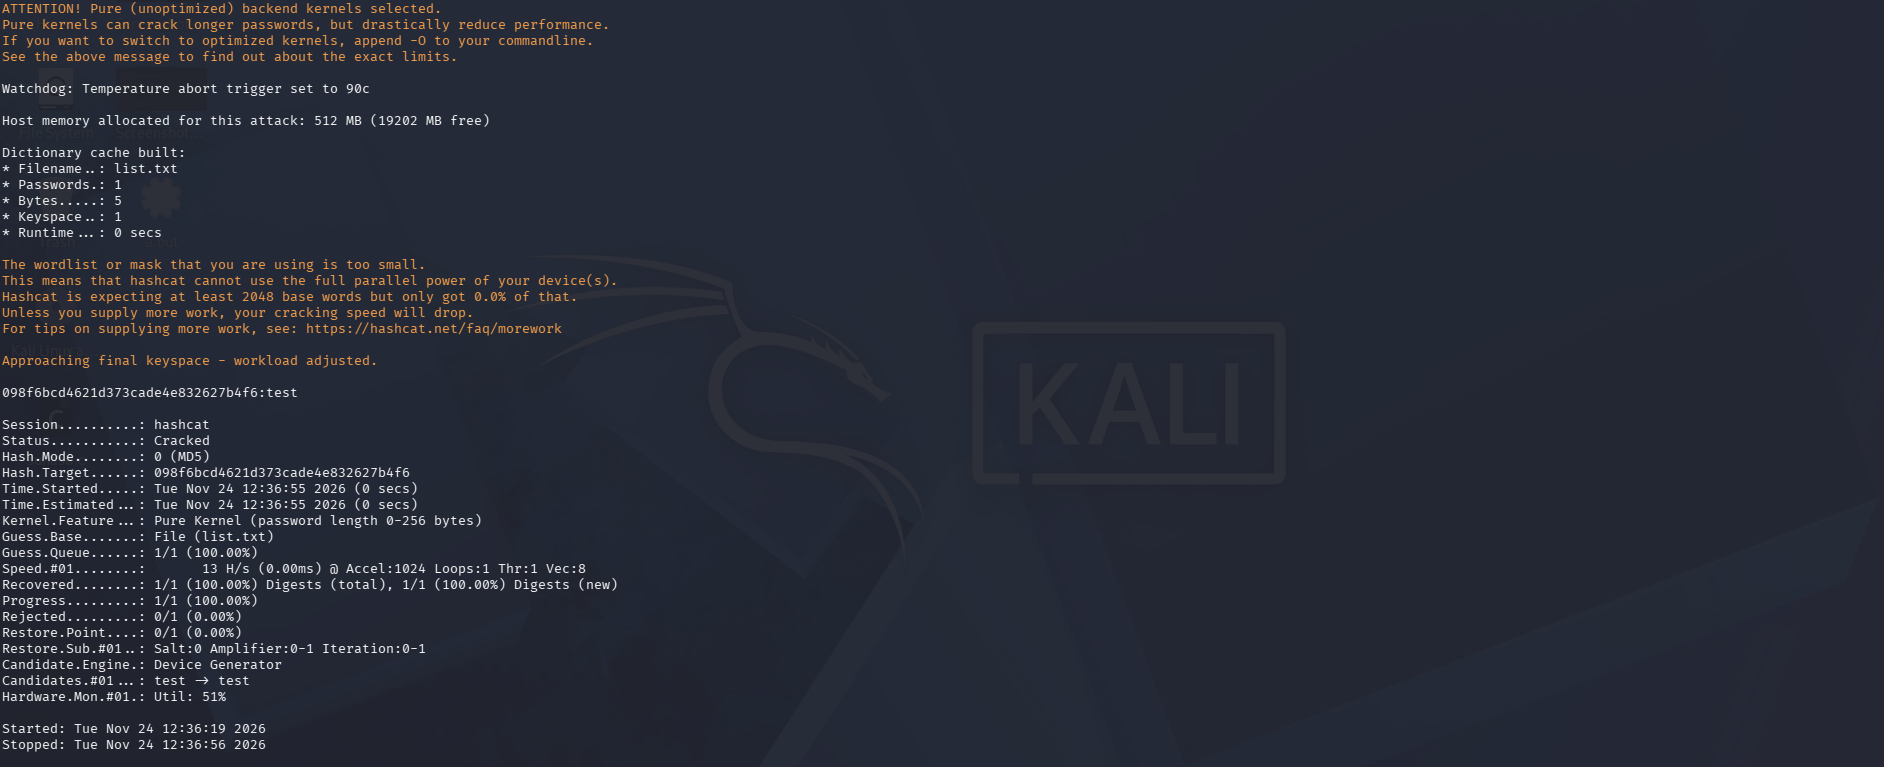 ATTENTION! Pure (unoptimized) backend kernels selected.
Pure kernels can crack longer passwords, but drastically reduce performance.
If you want to switch to optimized kernels, append -O to your commandline.
See the above message to find out about the exact limits.
Watchdog: Temperature abort trigger set to 90c
Host memory allocated for this attack: 512 MB (19202 MB free)
Dictionary cache built:
* Filename..: list.txt
* Passwords.: 1
* Bytes.....: 5
* Keyspace..: 1
* Runtime...: 0 secs
The wordlist or mask that you are using is too small.
This means that hashcat cannot use the full parallel power of your device(s).
Hashcat is expecting at least 2048 base words but only got 0.0% of that.
Unless you supply more work, your cracking speed will drop.
For tips on supplying more work, see: https://hashcat.net/faq/morework
Approaching final keyspace - workload adjusted.
098f6bcd4621d373cade4e832627b4f6:test
Session..........: hashcat
Status...........: Cracked
Hash.Mode........: 0 (MD5)
Hash.Target......: 098f6bcd4621d373cade4e832627b4f6
Time.Started.....: Tue Nov 24 12:36:55 2026 (0 secs)
Time.Estimated...: Tue Nov 24 12:36:55 2026 (0 secs)
Kernel.Feature...: Pure Kernel (password length 0-256 bytes)
Guess.Base.......: File (list.txt)
Guess.Queue......: 1/1 (100.00%)
Speed.#01........:       13 H/s (0.00ms) @ Accel:1024 Loops:1 Thr:1 Vec:8
Recovered........: 1/1 (100.00%) Digests (total), 1/1 (100.00%) Digests (new)
Progress.........: 1/1 (100.00%)
Rejected.........: 0/1 (0.00%)
Restore.Point....: 0/1 (0.00%)
Restore.Sub.#01..: Salt:0 Amplifier:0-1 Iteration:0-1
Candidate.Engine.: Device Generator
Candidates.#01...: test -> test
Hardware.Mon.#01.: Util: 51%
Started: Tue Nov 24 12:36:19 2026
Stopped: Tue Nov 24 12:36:56 2026
File System
Screenshot
Trash
Kali Linux
KALI